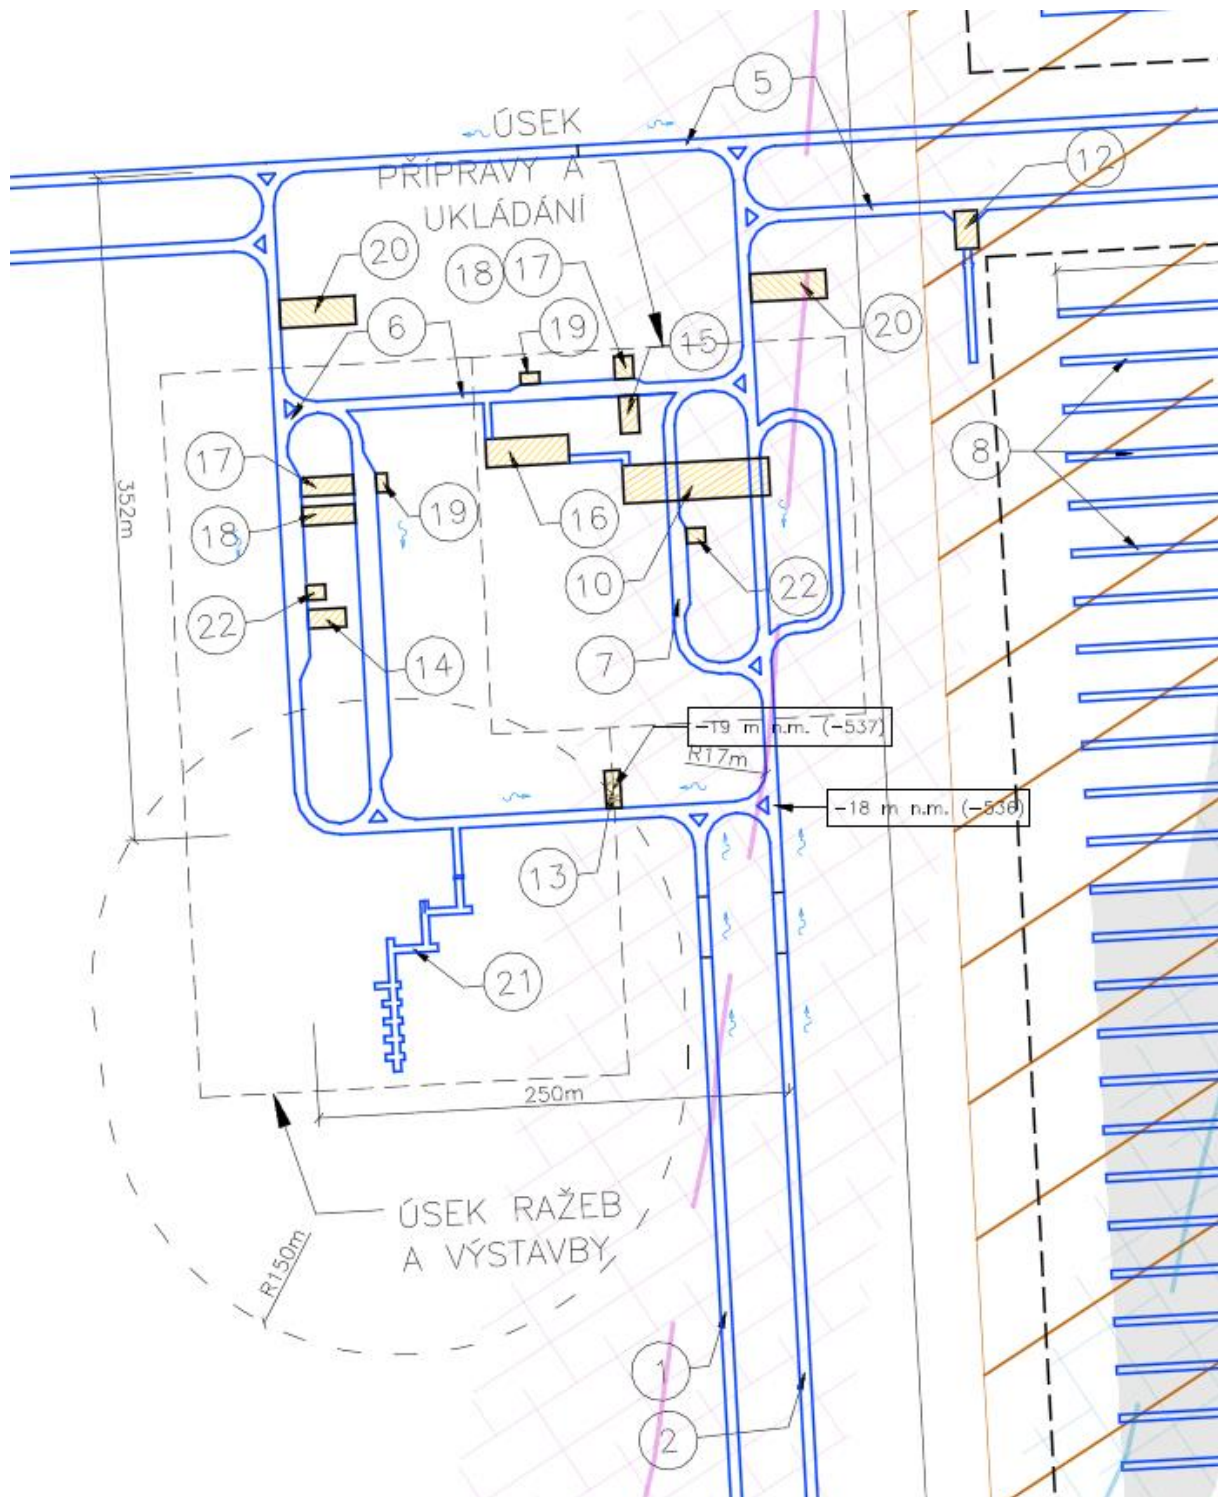 5
ÚSEK
PŘÍPRAVY A
UKLÁDÁNÍ
12
20
18
17
6
19
15
20
17
18
19
16
8
352m
10
22
22
14
7
-19 m n.m. (-537)
R17m
-18 m n.m. (-536)
13
21
250m
ÚSEK RAŽEB
A VÝSTAVBY
R150m
1
2